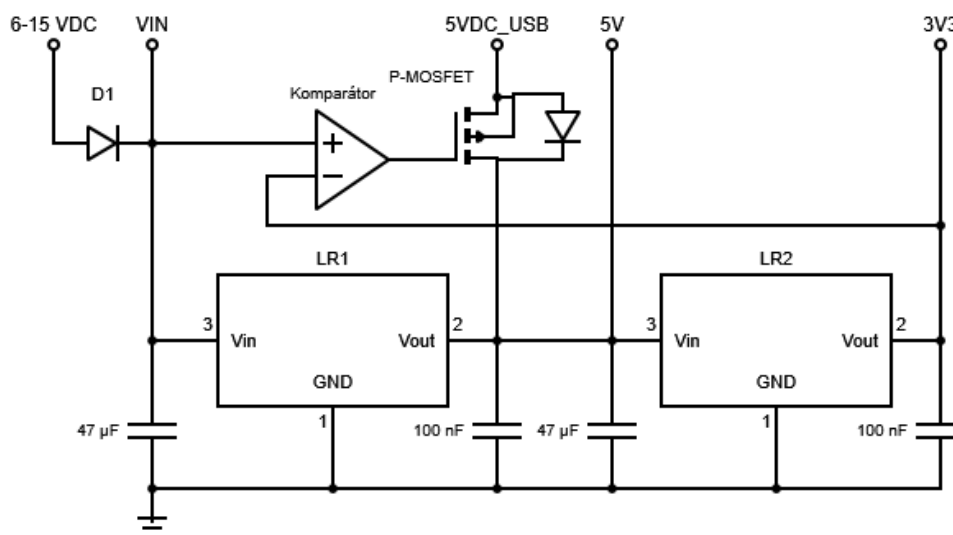 6-15 VDC
VIN
5VDC_USB
5V
3V3
P-MOSFET
D1
Komparátor
+
−
LR1
LR2
3
Vin
Vout
2
3
Vin
Vout
2
GND
GND
1
1
47 µF
100 nF
47 µF
100 nF